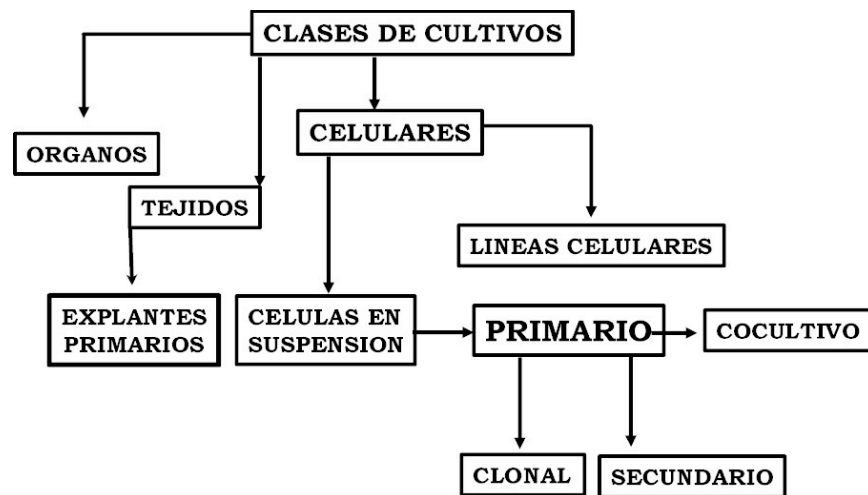 CLASES DE CULTIVOS
ORGANOS
CELULARES
TEJIDOS
LINEAS CELULARES
EXPLANTES
PRIMARIOS
CELULAS EN
SUSPENSION
PRIMARIO
COCULTIVO
CLONAL
SECUNDARIO